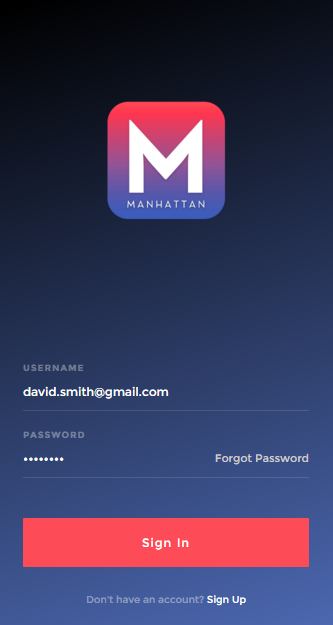 M
MANHATTAN
USERNAME
david.smith@gmail.com
PASSWORD
•••••••• Forgot Password
Sign In
Don't have an account? Sign Up